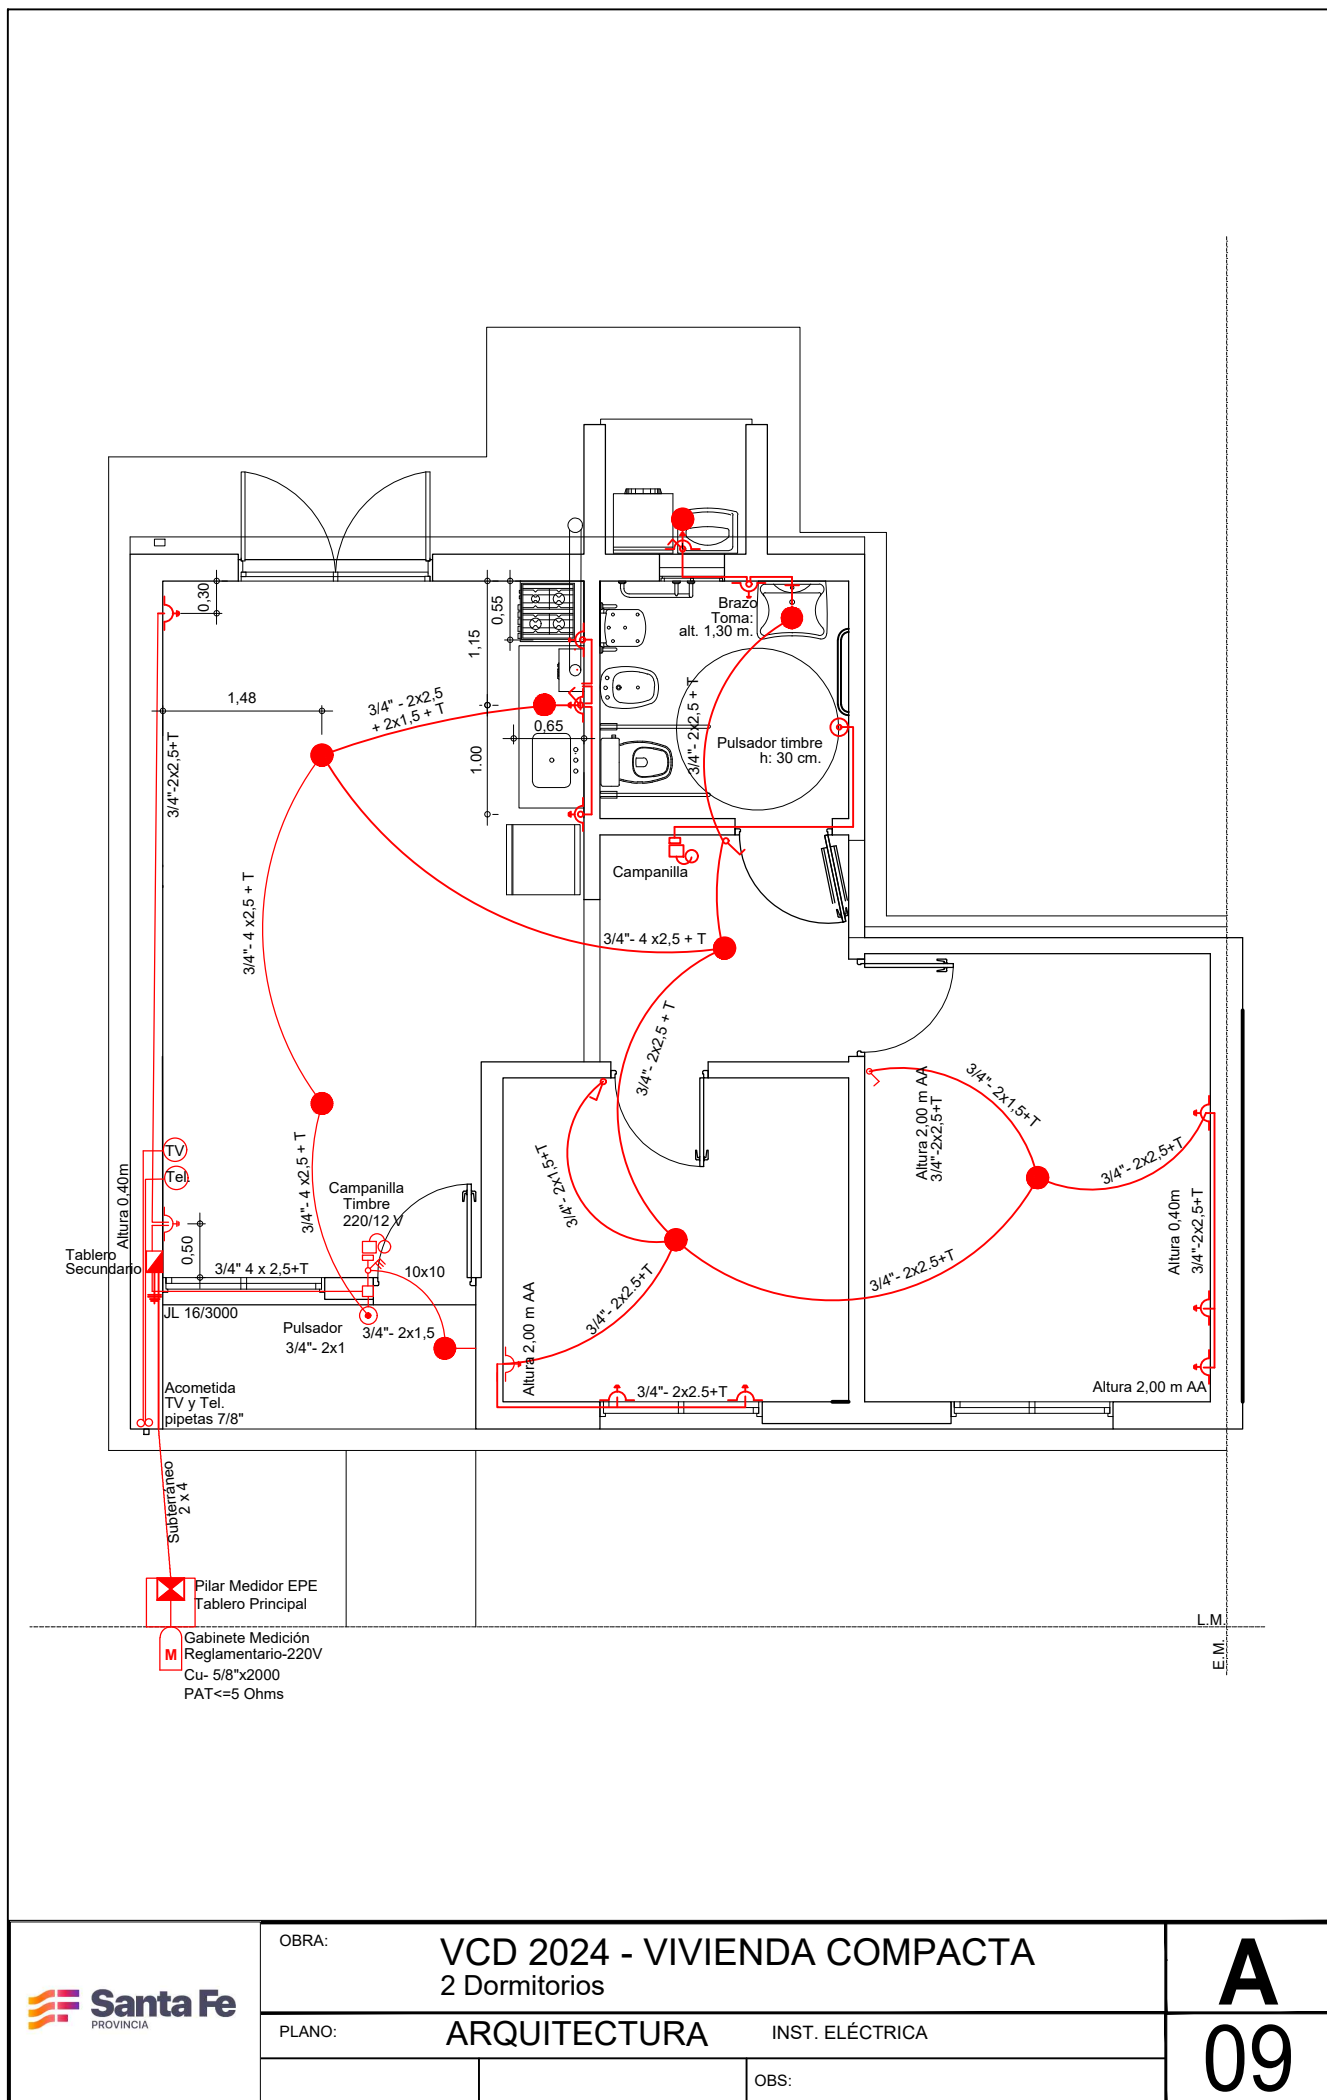 0,30
0,55
1,15
Brazo
Toma:
alt. 1,30 m.
1,48
3/4" - 2x2,5
+ 2x1,5 + T
0,65
3/4"- 2x2,5 + T
3/4"-2x2,5+T
1.00
Pulsador timbre
h: 30 cm.
Campanilla
3/4"- 4 x2,5 + T
3/4"- 4 x2,5 + T
3/4"- 2x2,5 + T
3/4"- 2x1,5+T
Altura 2,00 m AA
3/4"-2x2,5+T
3/4"- 2x2,5+T
TV
Tel.
Altura 0,40m
3/4"- 4 x2,5 + T
Campanilla
Timbre
220/12 V
3/4"- 2x1,5+T
Altura 0,40m
3/4"-2x2,5+T
0,50
Tablero
Secundario
3/4" 4 x 2,5+T
10x10
3/4"- 2x2.5+T
3/4"- 2x2.5+T
JL 16/3000
Pulsador
3/4"- 2x1
3/4"- 2x1,5
Altura 2,00 m AA
3/4"- 2x2.5+T
Altura 2,00 m AA
Acometida
TV y Tel.
pipetas 7/8"
Subterráneo
2 x 4
Pilar Medidor EPE
Tablero Principal
L.M.
E.M.
M
Gabinete Medición
Reglamentario-220V
Cu- 5/8"x2000
PAT<=5 Ohms
Santa Fe
PROVINCIA
OBRA:
VCD 2024 - VIVIENDA COMPACTA
2 Dormitorios
A
PLANO:
ARQUITECTURA
INST. ELÉCTRICA
09
OBS: